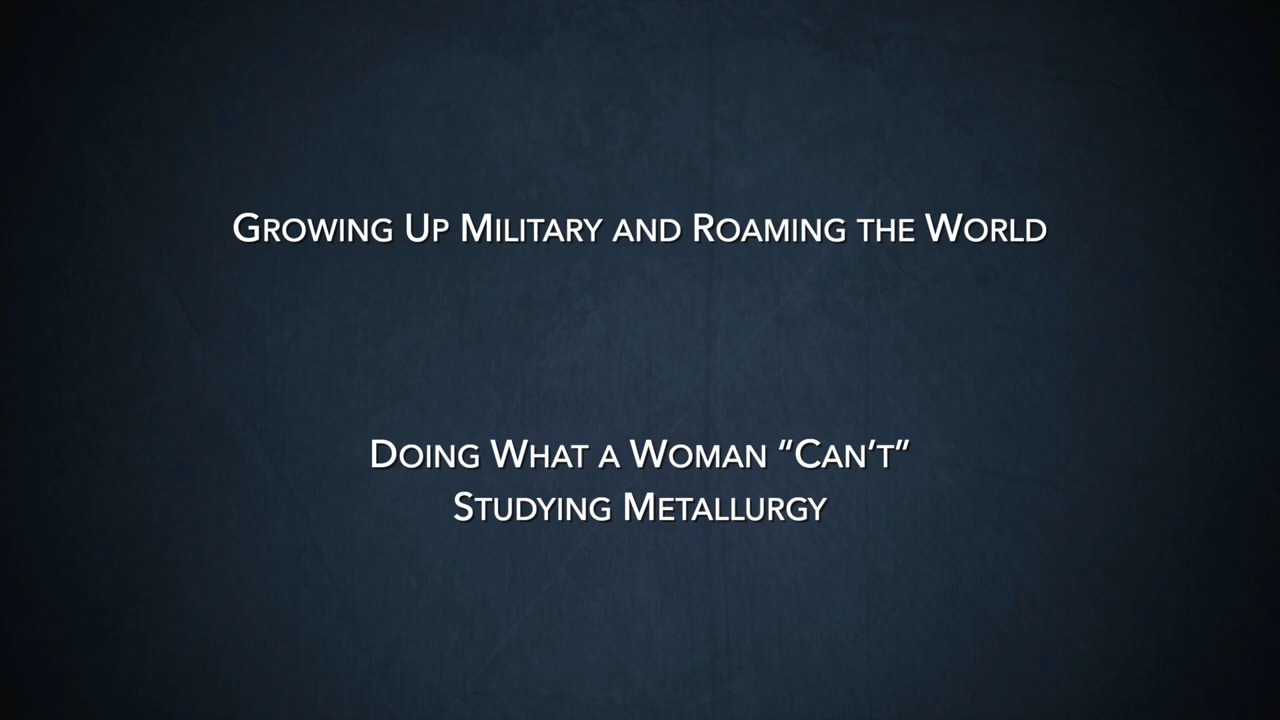 Growing Up Military and Roaming the World
Doing What a Woman “Can’t”
Studying Metallurgy